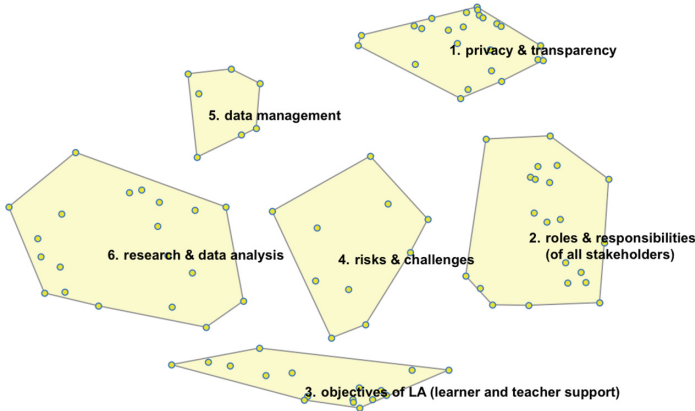 1. privacy & transparency
5. data management
2. roles & responsibilities
(of all stakeholders)
6. research & data analysis
4. risks & challenges
3. objectives of LA (learner and teacher support)